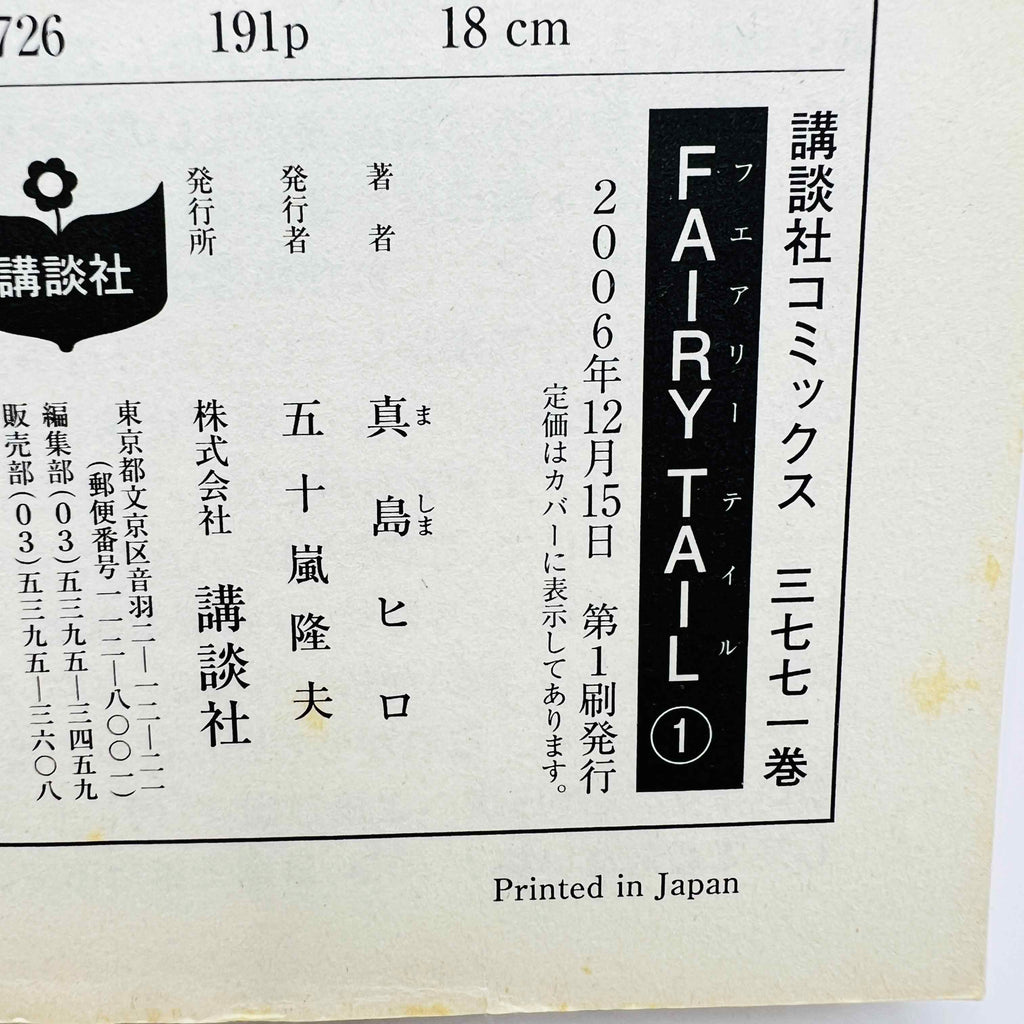 726 191p 18 cm
講談社コミックス 三七七一巻
FAIRY TAIL ①
フエアリーテイル
2006年12月15日 第1刷発行
定価はカバーに表示してあります。
著者 真島ヒロ
ましま
発行者 五十嵐隆夫
発行所 株式会社 講談社
東京都文京区音羽二―一二―二一
(郵便番号一一二―八〇〇一)
編集部(03)五三九五―三四五九
販売部(03)五三九五―三六〇八
講談社
Printed in Japan